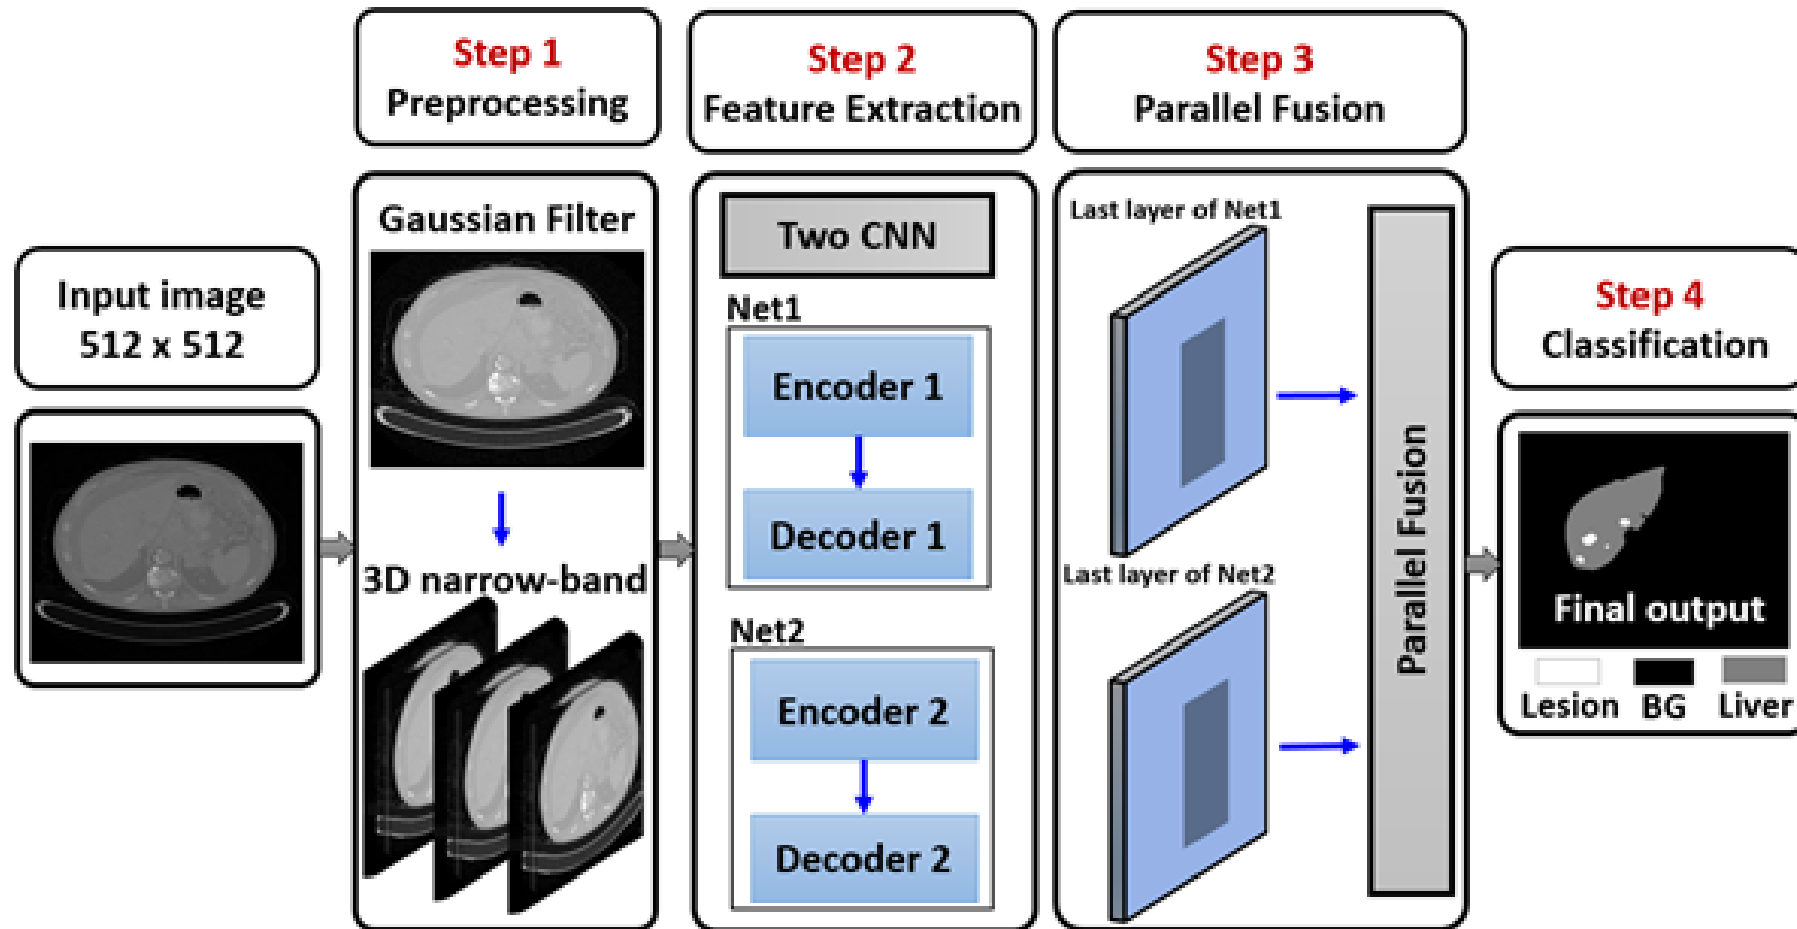 Input image
512 x 512
Step 1
Preprocessing
Gaussian Filter
3D narrow-band
Step 2
Feature Extraction
Two CNN
Net1
Encoder 1
Decoder 1
Net2
Encoder 2
Decoder 2
Step 3
Parallel Fusion
Last layer of Net1
Last layer of Net2
Parallel Fusion
Step 4
Classification
Final output
Lesion BG Liver